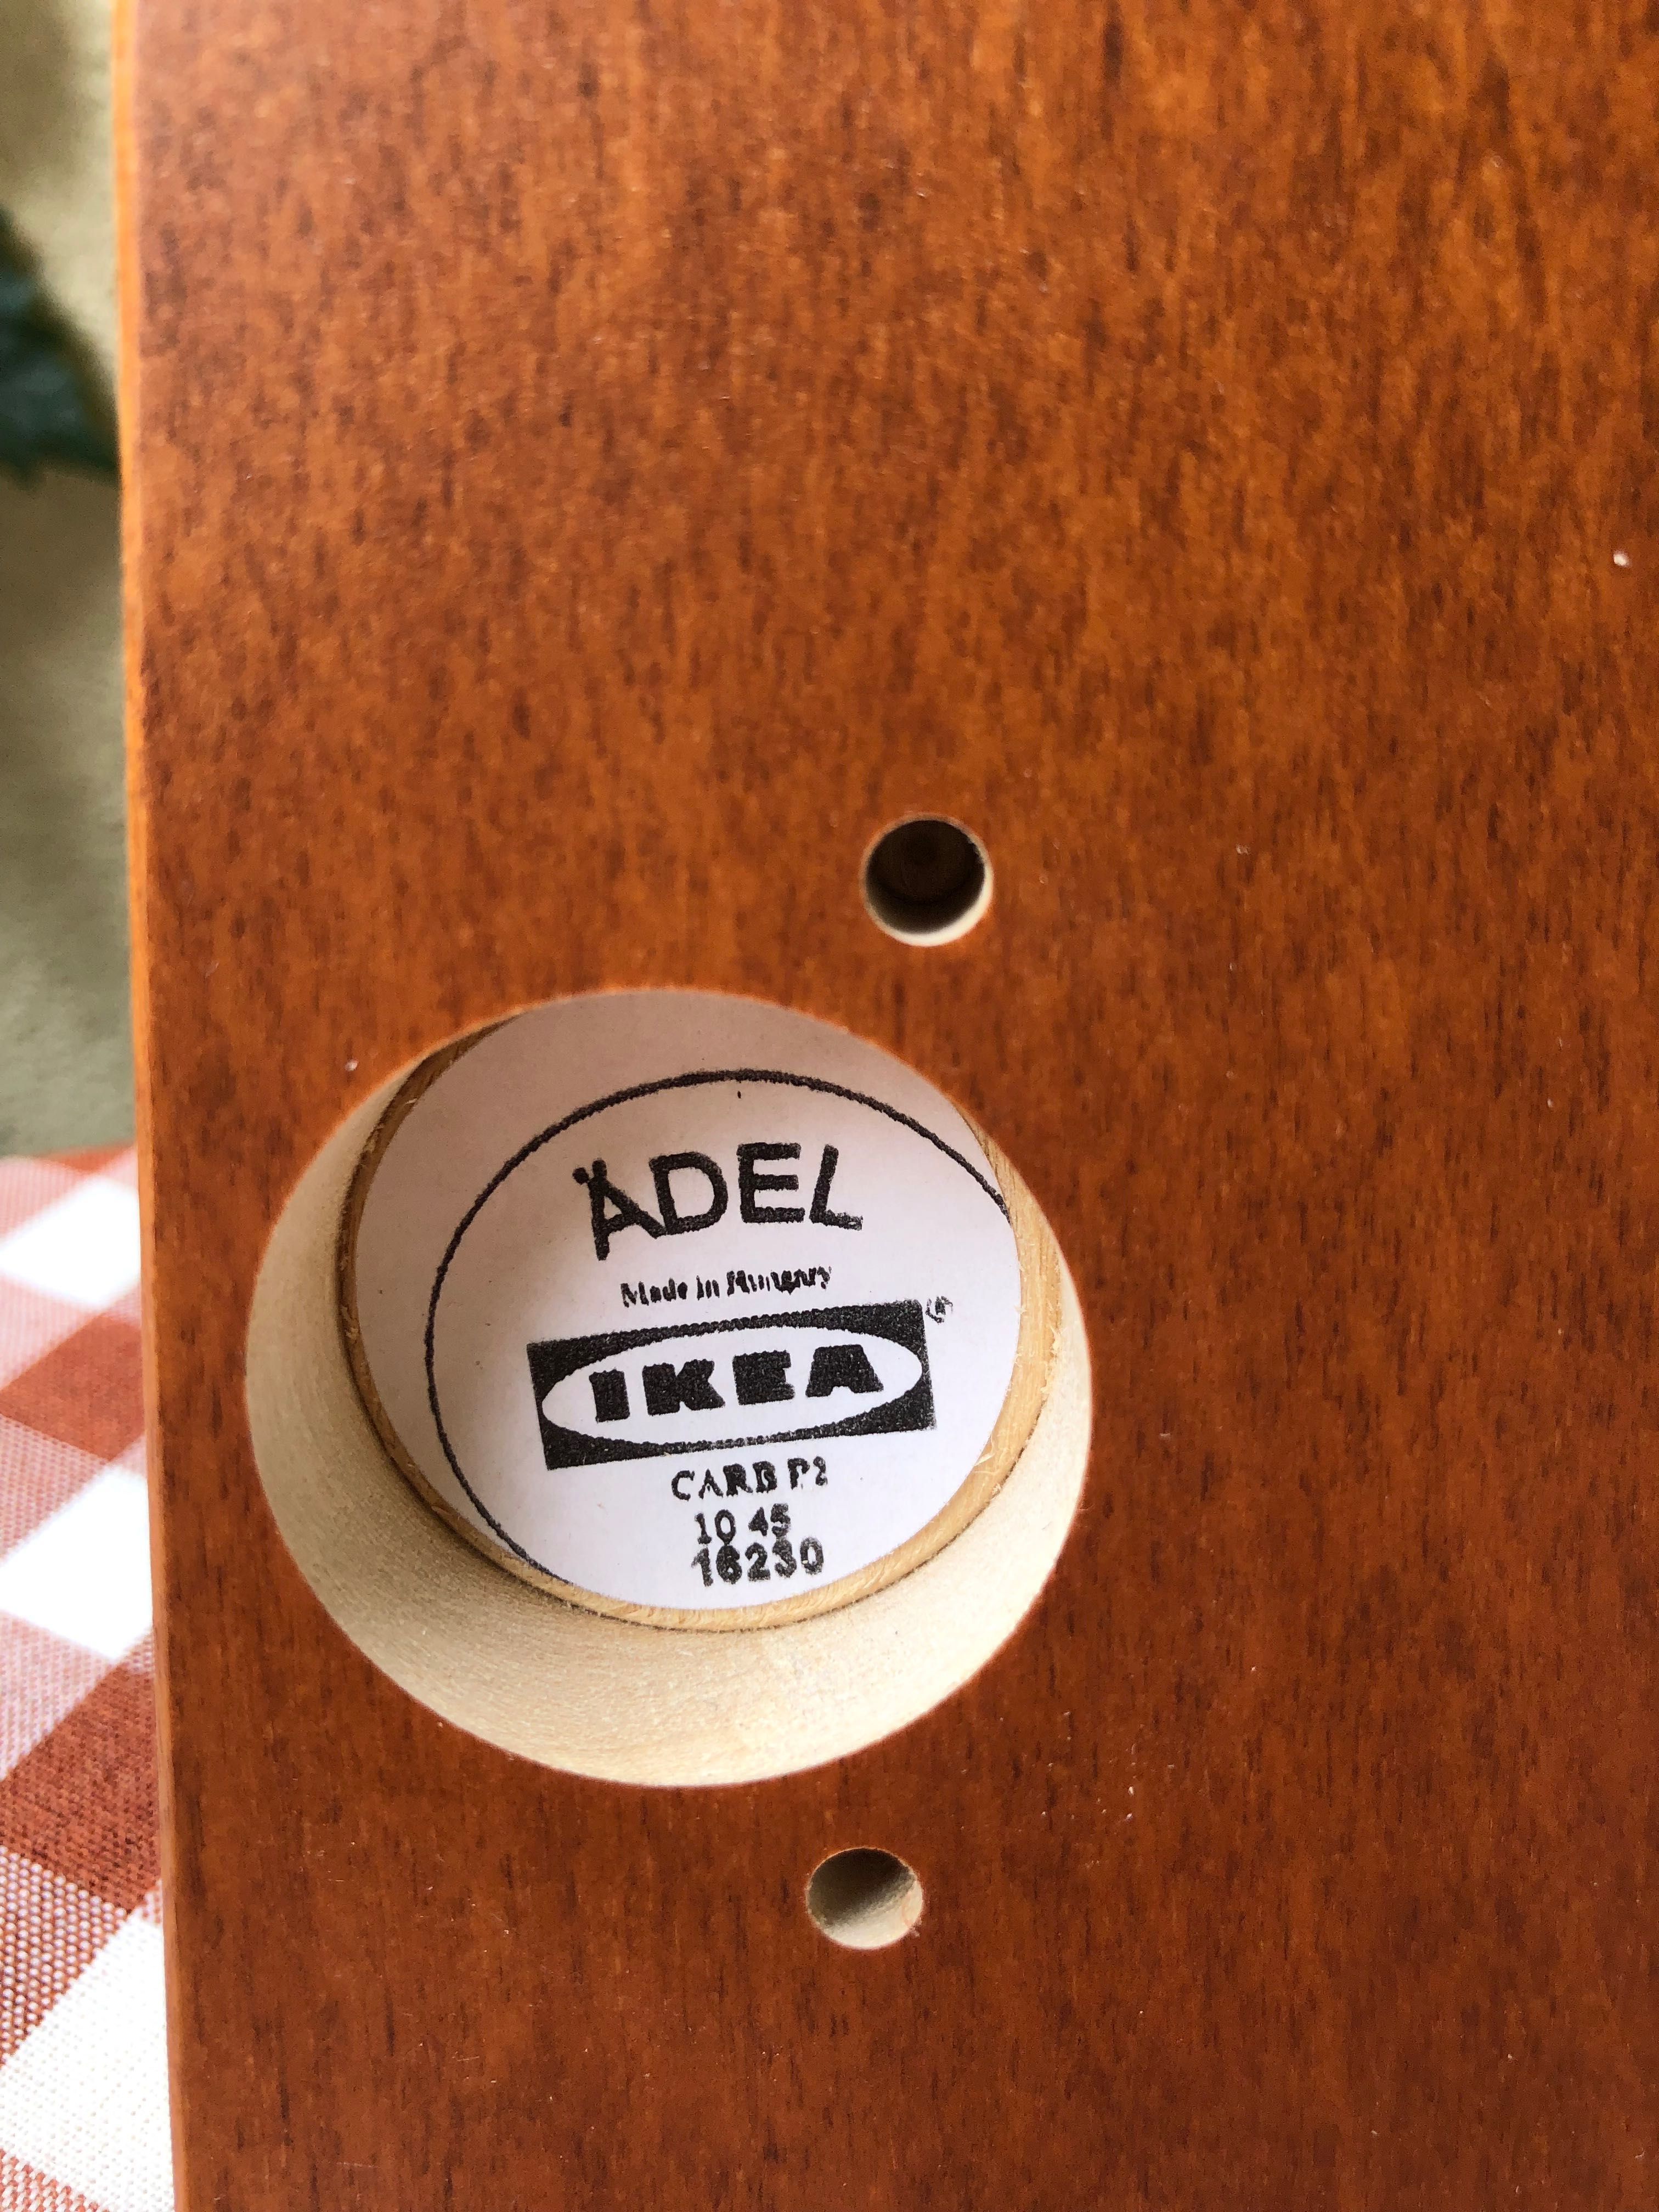 ÄDEL
Made in Hungary
IKEA®
CARB P2
10 45
16230